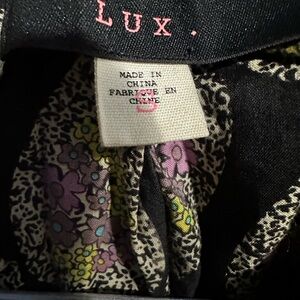 LUX.
MADE IN
CHINA
FABRIQUE EN
CHINE
S